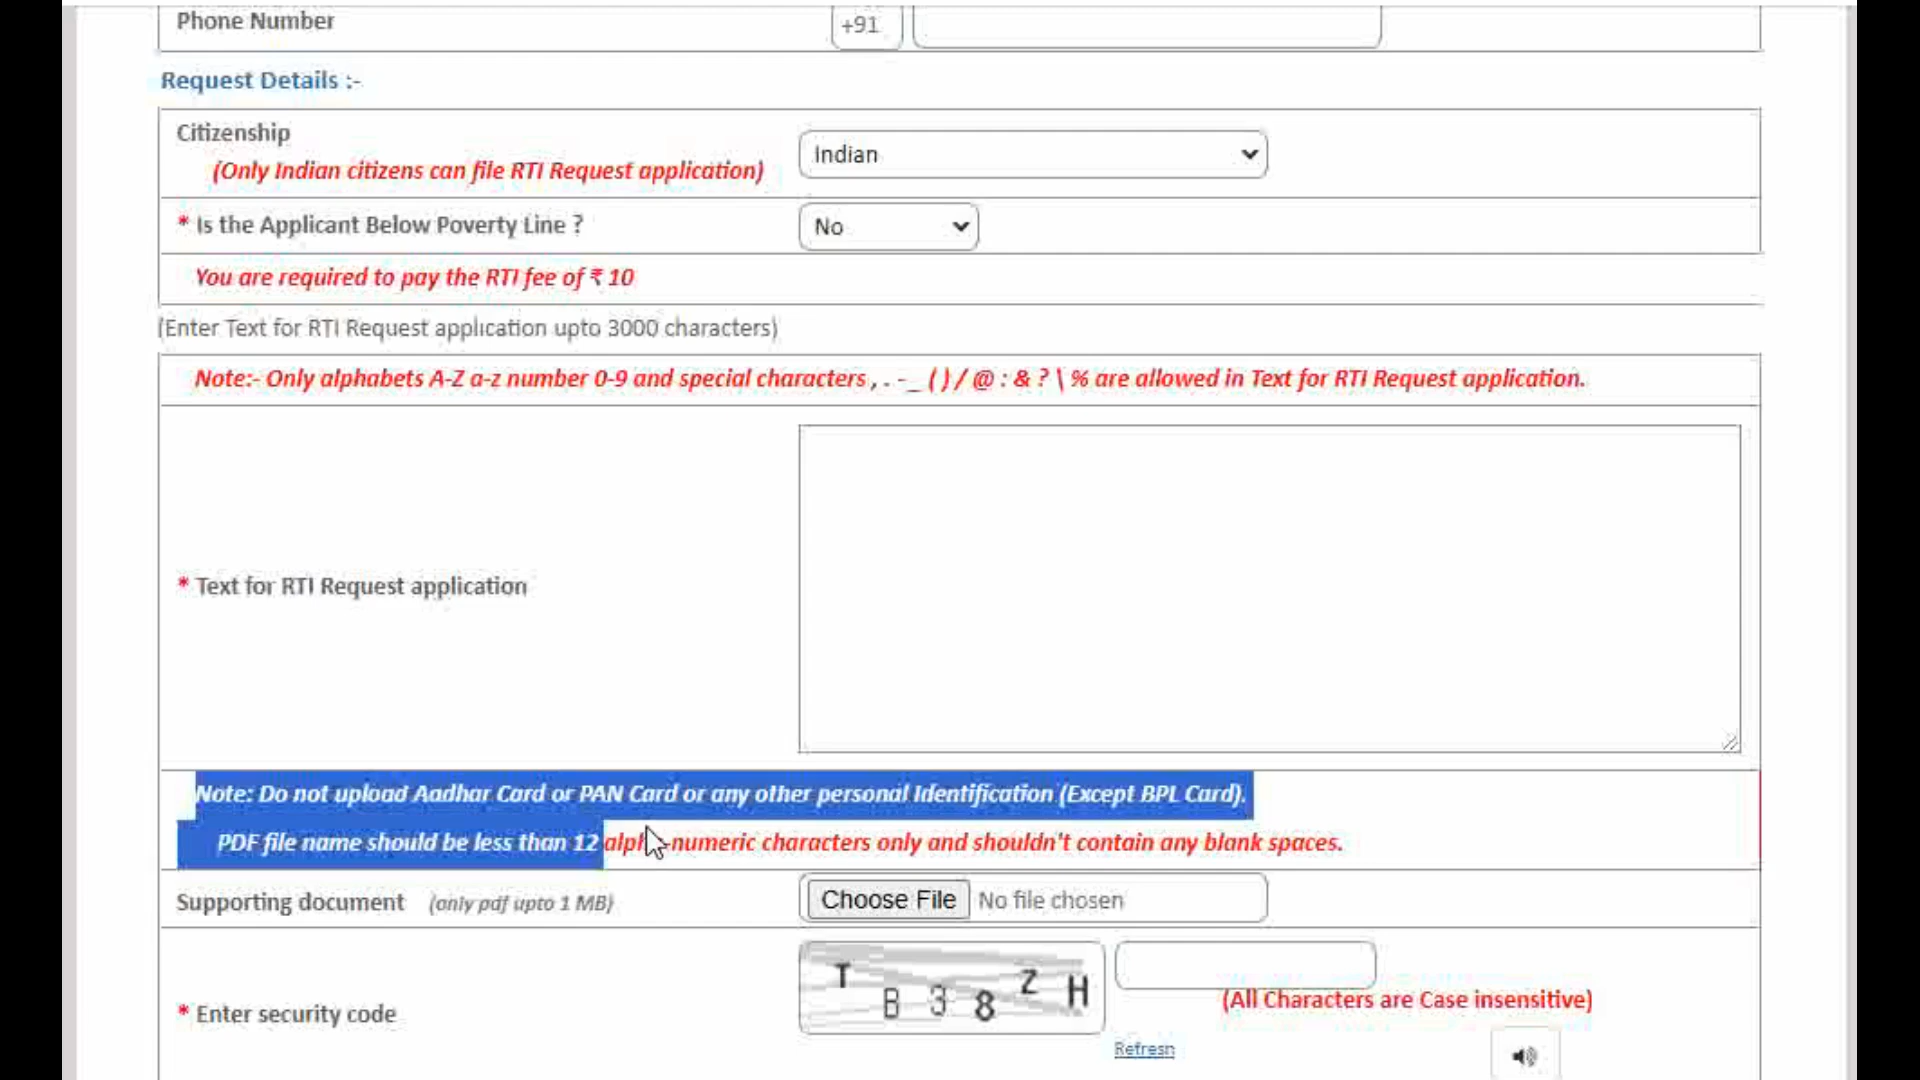 Phone Number
+91
Request Details :-
Citizenship
(Only Indian citizens can file RTI Request application)
Indian
* Is the Applicant Below Poverty Line ?
No
You are required to pay the RTI fee of ₹ 10
(Enter Text for RTI Request application upto 3000 characters)
Note:- Only alphabets A-Z a-z number 0-9 and special characters , . - _ ( ) / @ : & ? \ % are allowed in Text for RTI Request application.
* Text for RTI Request application
Note: Do not upload Aadhar Card or PAN Card or any other personal Identification (Except BPL Card).
PDF file name should be less than 12 alpha-numeric characters only and shouldn't contain any blank spaces.
Supporting document (only pdf upto 1 MB)
Choose File No file chosen
T B 3 8 Z H
* Enter security code
(All Characters are Case insensitive)
Refresh